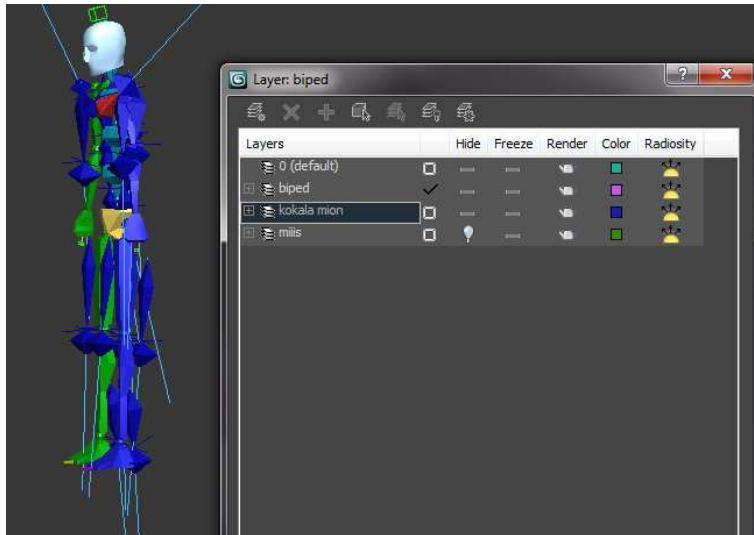 Layer: biped
Layers Hide Freeze Render Color Radiosity
0 (default)
biped
kokala mion
miiis